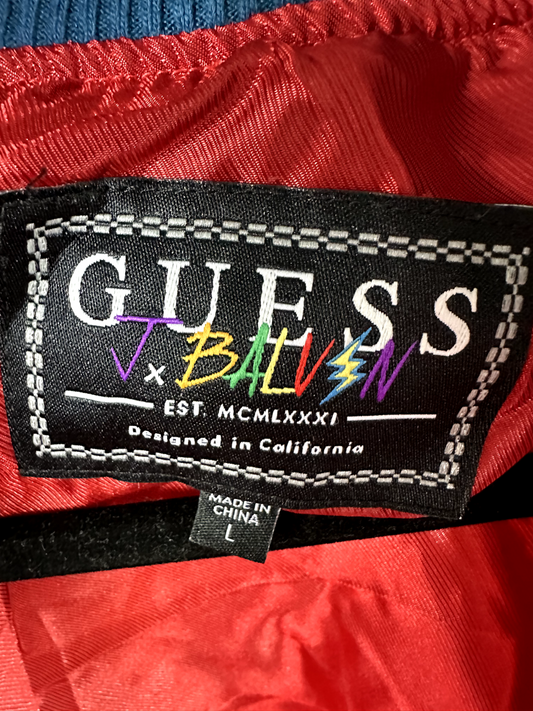 GUESS
J x BALVIN
EST. MCMLXXXI
Designed in California
MADE IN
CHINA
L